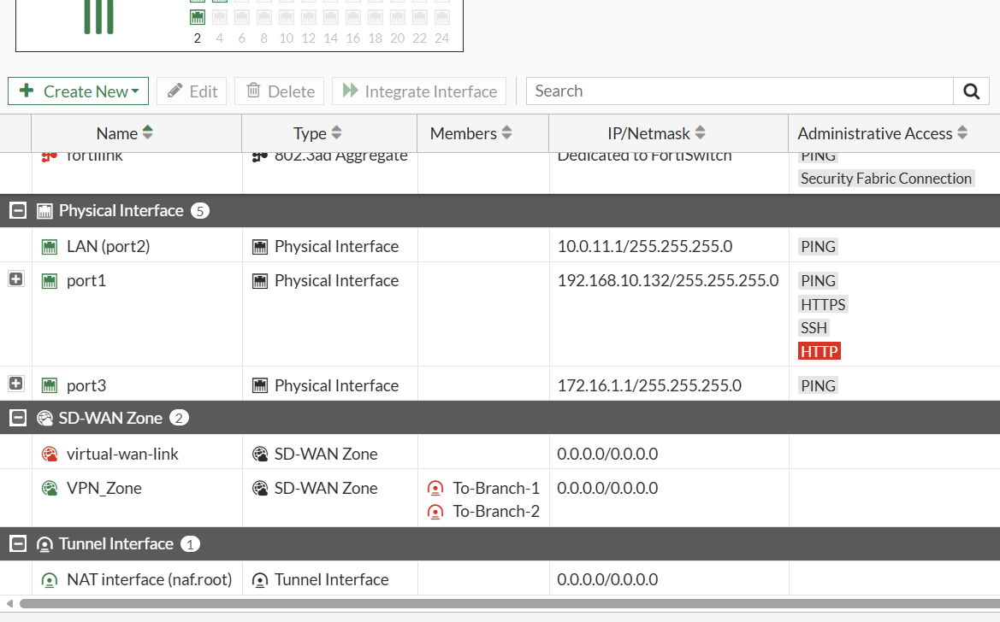 2 4 6 8 10 12 14 16 18 20 22 24
Create New Edit Delete Integrate Interface Search
Name Type Members IP/Netmask Administrative Access
fortilink 802.3ad Aggregate Dedicated to FortiSwitch PING
Security Fabric Connection
Physical Interface 5
LAN (port2) Physical Interface 10.0.11.1/255.255.255.0 PING
port1 Physical Interface 192.168.10.132/255.255.255.0 PING
HTTPS
SSH
HTTP
port3 Physical Interface 172.16.1.1/255.255.255.0 PING
SD-WAN Zone 2
virtual-wan-link SD-WAN Zone 0.0.0.0/0.0.0.0
VPN_Zone SD-WAN Zone To-Branch-1 0.0.0.0/0.0.0.0
To-Branch-2
Tunnel Interface 1
NAT interface (naf.root) Tunnel Interface 0.0.0.0/0.0.0.0